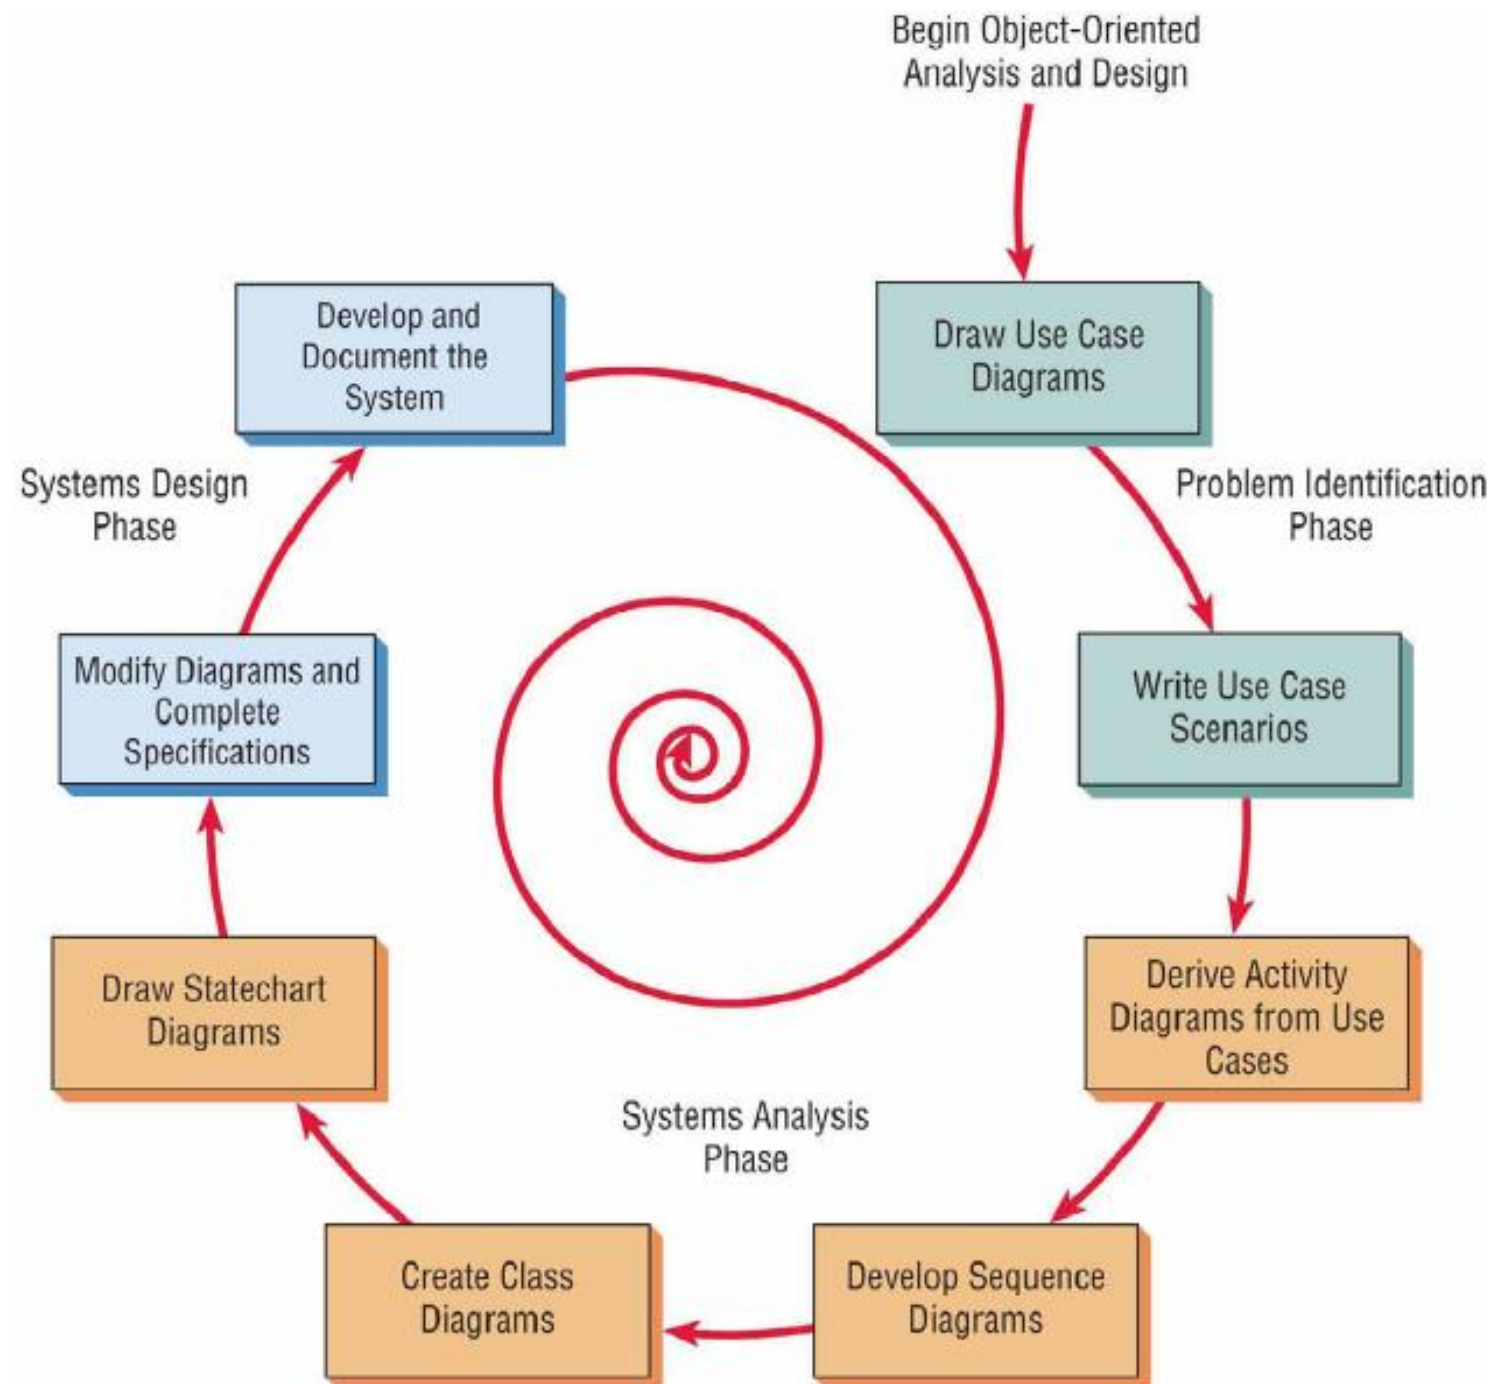 Begin Object-Oriented
Analysis and Design
Draw Use Case
Diagrams
Problem Identification
Phase
Write Use Case
Scenarios
Derive Activity
Diagrams from Use
Cases
Develop Sequence
Diagrams
Systems Analysis
Phase
Create Class
Diagrams
Draw Statechart
Diagrams
Modify Diagrams and
Complete
Specifications
Systems Design
Phase
Develop and
Document the
System